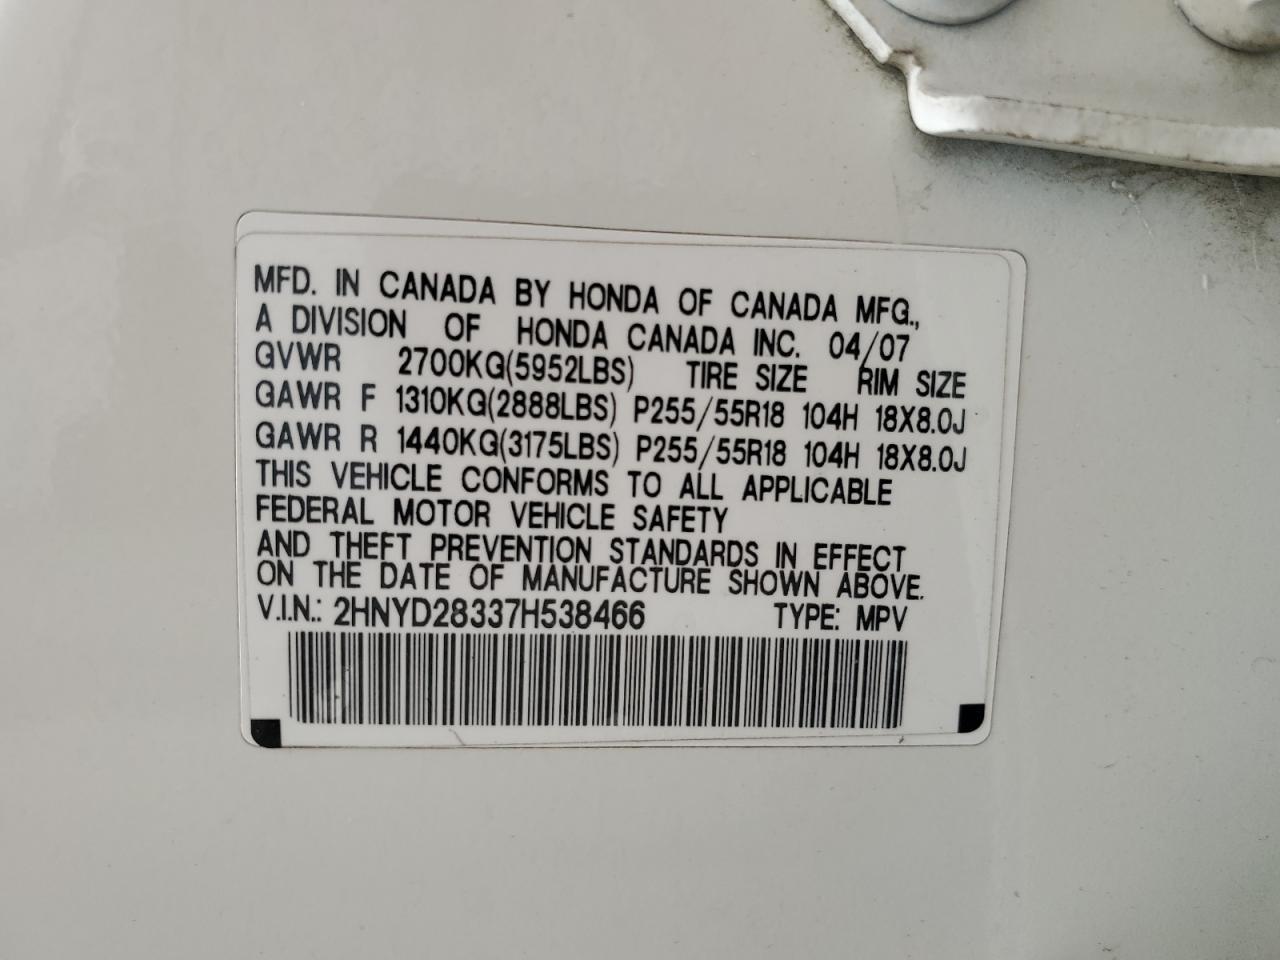 MFD. IN CANADA BY HONDA OF CANADA MFG.,
A DIVISION OF HONDA CANADA INC. 04/07
GVWR 2700KG(5952LBS) TIRE SIZE RIM SIZE
GAWR F 1310KG(2888LBS) P255/55R18 104H 18X8.0J
GAWR R 1440KG(3175LBS) P255/55R18 104H 18X8.0J
THIS VEHICLE CONFORMS TO ALL APPLICABLE
FEDERAL MOTOR VEHICLE SAFETY
AND THEFT PREVENTION STANDARDS IN EFFECT
ON THE DATE OF MANUFACTURE SHOWN ABOVE.
V.I.N.: 2HNYD28337H538466 TYPE: MPV